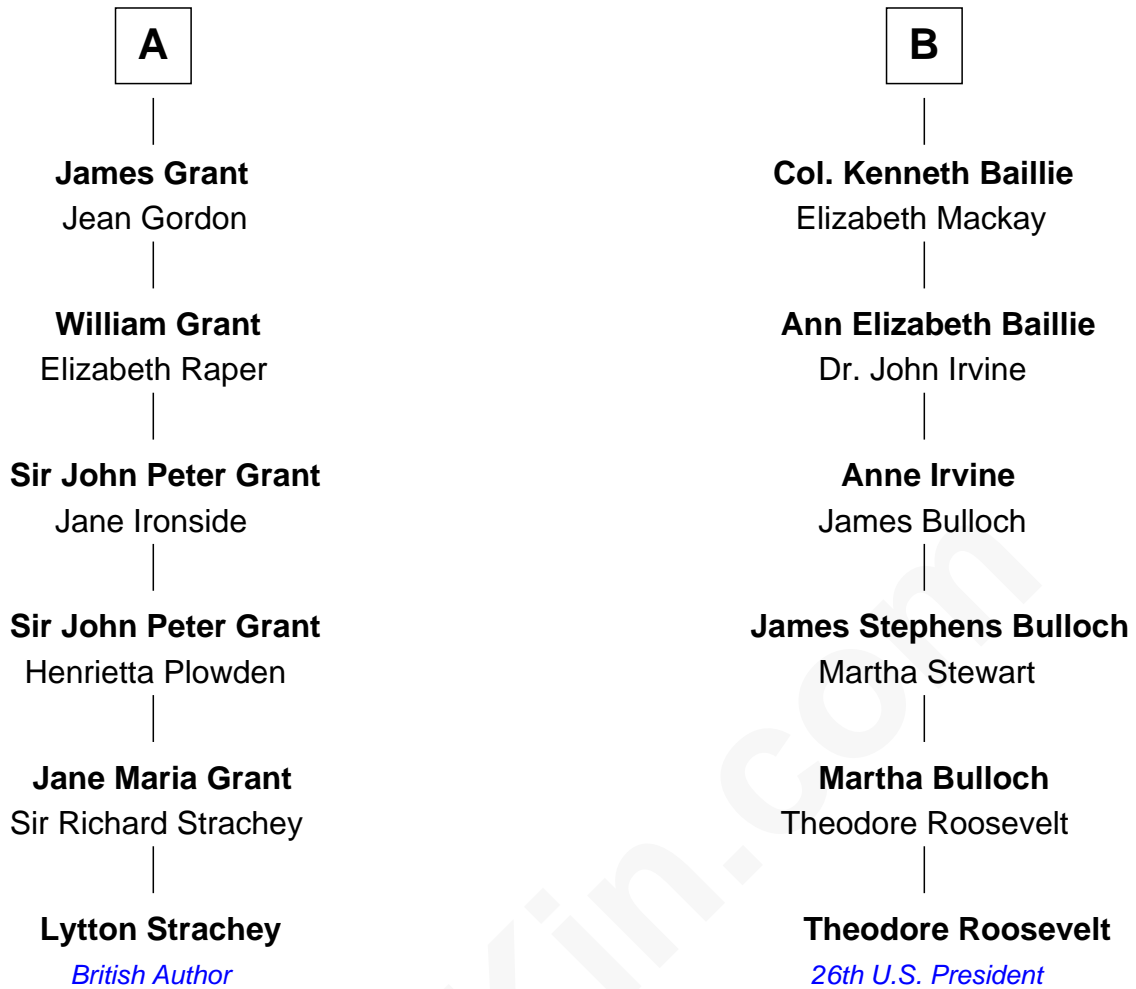 A
James Grant
Jean Gordon
William Grant
Elizabeth Raper
Sir John Peter Grant
Jane Ironside
Sir John Peter Grant
Henrietta Plowden
Jane Maria Grant
Sir Richard Strachey
Lytton Strachey
British Author
B
Col. Kenneth Baillie
Elizabeth Mackay
Ann Elizabeth Baillie
Dr. John Irvine
Anne Irvine
James Bulloch
James Stephens Bulloch
Martha Stewart
Martha Bulloch
Theodore Roosevelt
Theodore Roosevelt
26th U.S. President
Kin.com